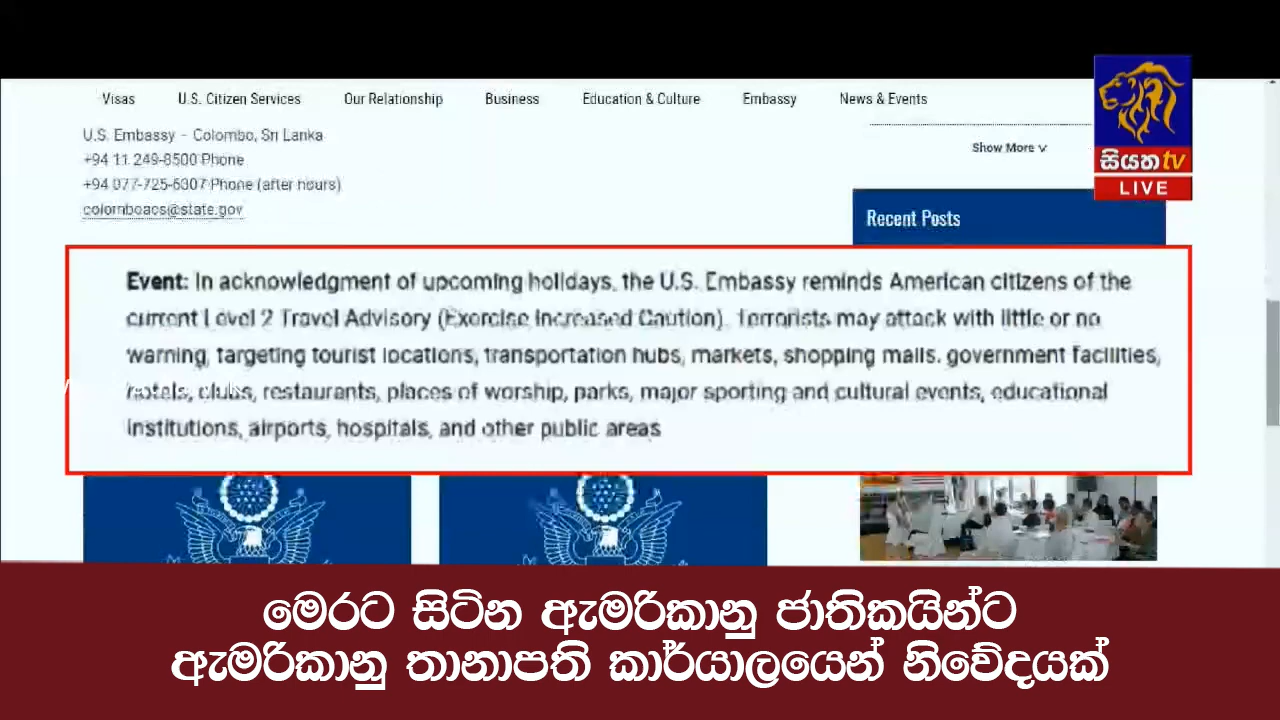 Visas U.S. Citizen Services Our Relationship Business Education & Culture Embassy News & Events
U.S. Embassy – Colombo, Sri Lanka
+94 11 249-8500 Phone
+94 077-725-6307 Phone (after hours)
colomboacs@state.gov
Show More
සියත tv
LIVE
Recent Posts
Event: In acknowledgment of upcoming holidays, the U.S. Embassy reminds American citizens of the
current Level 2 Travel Advisory (Exercise Increased Caution). Terrorists may attack with little or no
warning, targeting tourist locations, transportation hubs, markets, shopping malls, government facilities,
hotels, clubs, restaurants, places of worship, parks, major sporting and cultural events, educational
institutions, airports, hospitals, and other public areas
මෙරට සිටින ඇමරිකානු ජාතිකයින්ට
ඇමරිකානු තානාපති කාර්යාලයෙන් නිවේදයක්